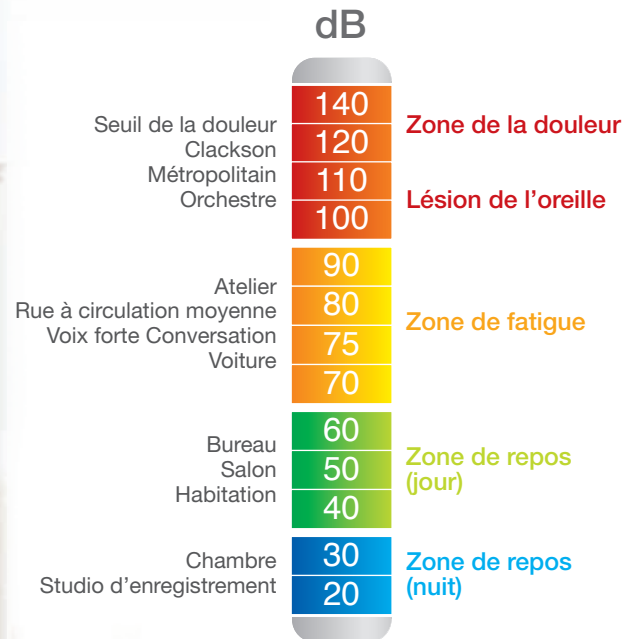 dB
Seuil de la douleur
Clackson
Métropolitain
Orchestre
140
120
110
100
Zone de la douleur
Lésion de l’oreille
Atelier
Rue à circulation moyenne
Voix forte Conversation
Voiture
90
80
75
70
Zone de fatigue
Bureau
Salon
Habitation
60
50
40
Zone de repos
(jour)
Chambre
Studio d’enregistrement
30
20
Zone de repos
(nuit)